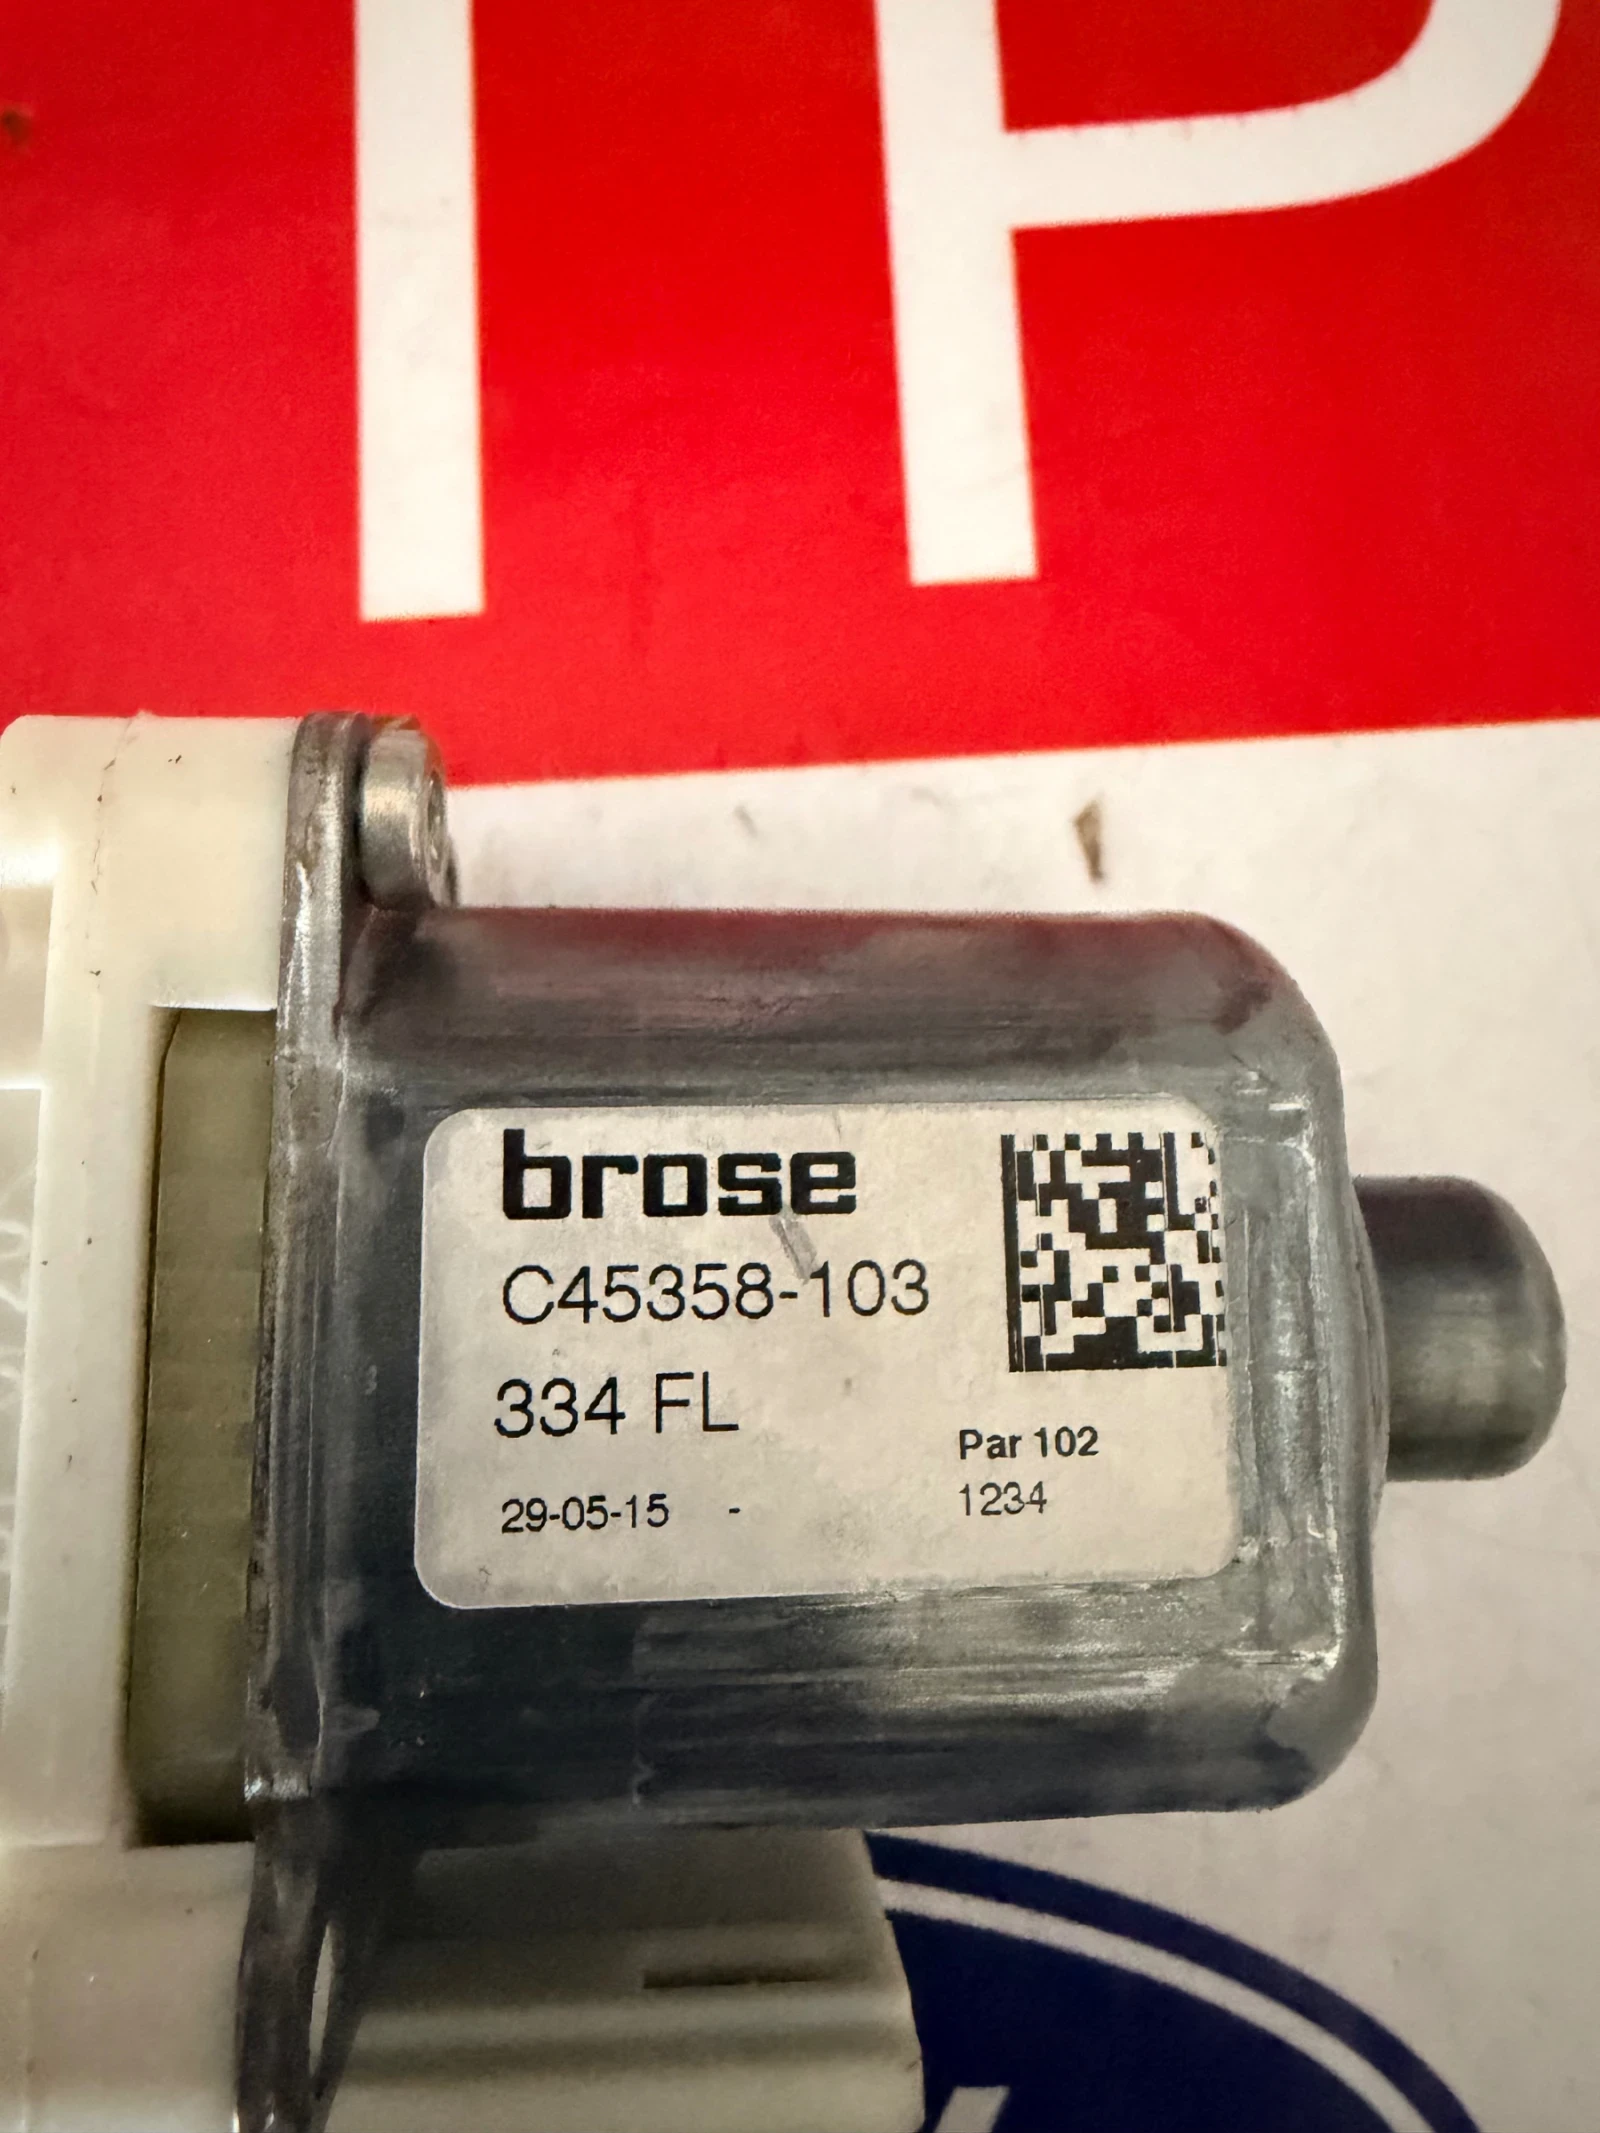 P
brose
C45358-103
334 FL
Par 102
29-05-15 -
1234